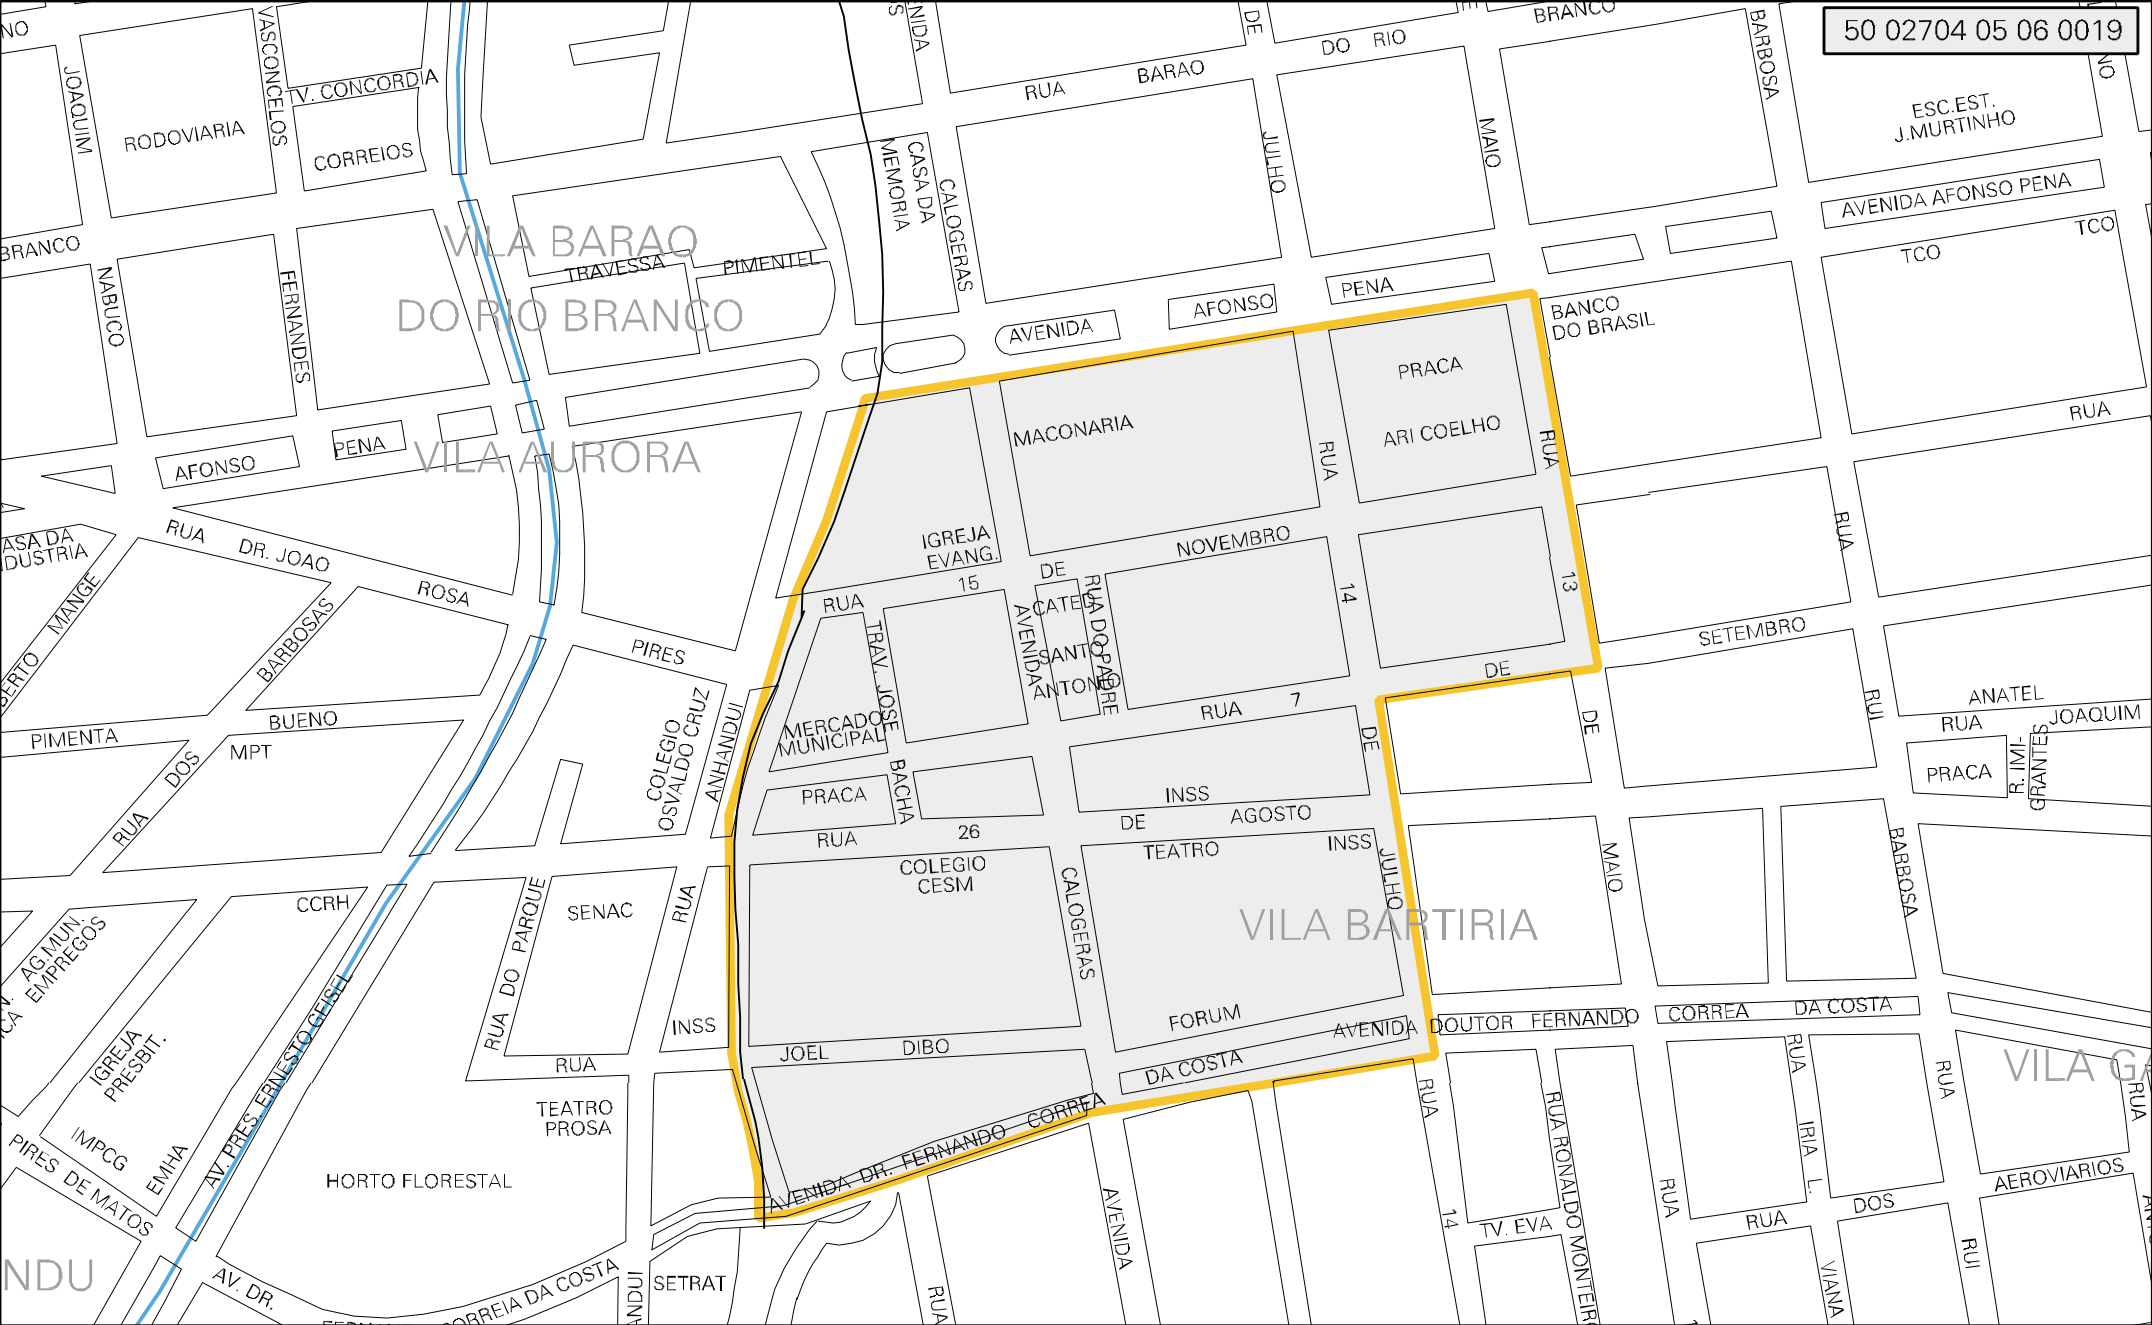 50 02704 05 06 0019
NO
JOAQUIM
VASCONCELOS
TV. CONCORDIA
RODOVIARIA
CORREIOS
BRANCO
NABUCO
FERNANDES
VILA BARAO
DO RIO BRANCO
TRAVESSA
PIMENTEL
CASA DA
MEMORIA
CALOGERAS
RUA
BARAO
DO
RIO
BRANCO
DE
JULHO
MAIO
BARBOSA
ESC.EST.
J.MURTINHO
AVENIDA AFONSO PENA
TCO
TCO
AVENIDA
AFONSO
PENA
BANCO
DO BRASIL
PRACA
ARI COELHO
MACONARIA
RUA
RUA
RUA
AFONSO
PENA
VILA AURORA
RUA
DR. JOAO
ROSA
PIRES
MANGE
BARBOSAS
IGREJA
EVANG.
RUA
15
DE
NOVEMBRO
14
13
RUA
SETEMBRO
DE
7
RUA
TRAV. JOSE
BACHA
AVENIDA
SANTO
ANTONIO
RUA DO PADRE
MERCADO
MUNICIPAL
PRACA
RUA
26
DE
AGOSTO
INSS
TEATRO
INSS
COLEGIO
CESM
CALOGERAS
DE
JULHO
DE
MAIO
RUI
BARBOSA
ANATEL
RUA
JOAQUIM
PRACA
R. IMI-
GRANTES
PIMENTA
BUENO
MPT
RUA
DOS
COLEGIO
OSVALDO CRUZ
ANHANDUI
RUA
CCRH
AG.MUN.
EMPREGOS
RUA DO PARQUE
SENAC
INSS
VILA BARTIRIA
FORUM
JOEL
DIBO
RUA
DA COSTA
AVENIDA
DOUTOR
FERNANDO
CORREA
DA COSTA
AVENIDA DR. FERNANDO CORREA
IGREJA
PRESBIT.
AV. PRES. ERNESTO GEISEL
IMPCG
EMHA
PIRES DE MATOS
TEATRO
PROSA
HORTO FLORESTAL
SETRAT
AV. DR.
AVENIDA
RUA
RUA
14
TV. EVA
RUA RONALDO MONTEIRO
RUA
RUA
IRIA L.
VIANA
RUA
DOS
AEROVIARIOS
RUA
RUI
RUA